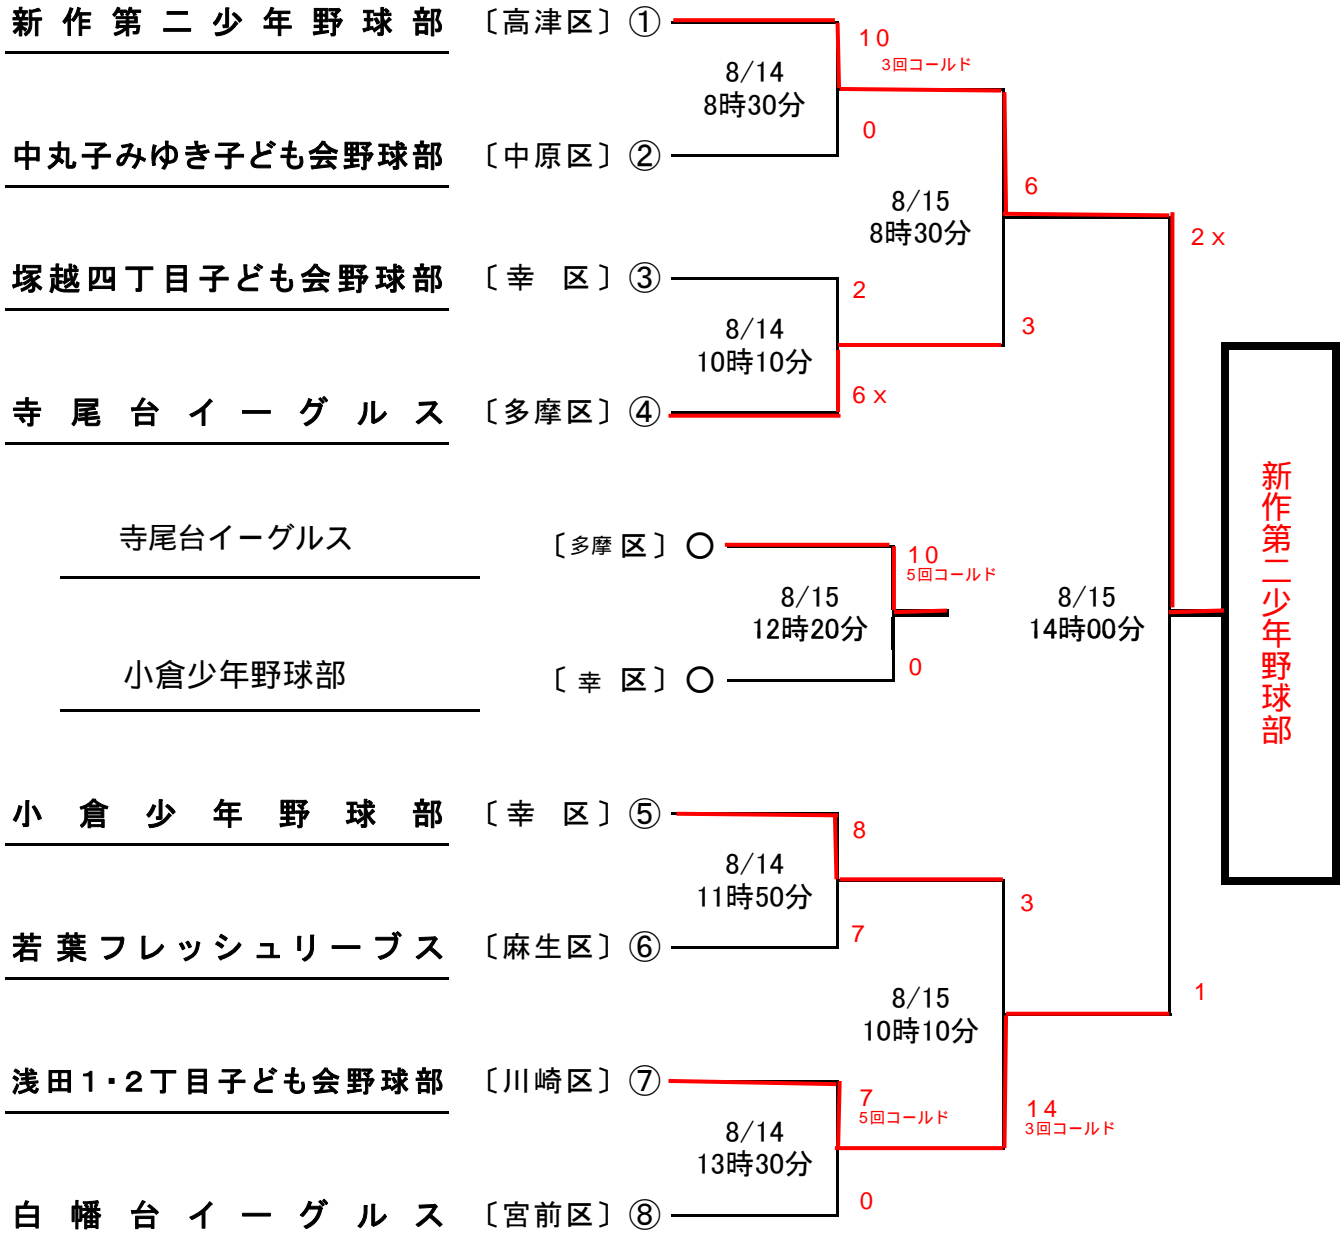 新作第二少年野球部 〔高津区〕 ①
10
3回コールド
8/14
8時30分
0
中丸子みゆき子ども会野球部 〔中原区〕 ②
6
8/15
8時30分
2x
塚越四丁目子ども会野球部 〔幸 区〕 ③
2
3
8/14
10時10分
6x
寺尾台イーグルス 〔多摩区〕 ④
寺尾台イーグルス 〔多摩区〕 〇
10
5回コールド
8/15
12時20分
0
小倉少年野球部 〔幸 区〕 〇
8/15
14時00分
新作第二少年野球部
小倉少年野球部 〔幸 区〕 ⑤
8
8/14
11時50分
7
若葉フレッシュリーブス 〔麻生区〕 ⑥
3
8/15
10時10分
1
浅田1・2丁目子ども会野球部 〔川崎区〕 ⑦
7
5回コールド
14
3回コールド
8/14
13時30分
0
白幡台イーグルス 〔宮前区〕 ⑧